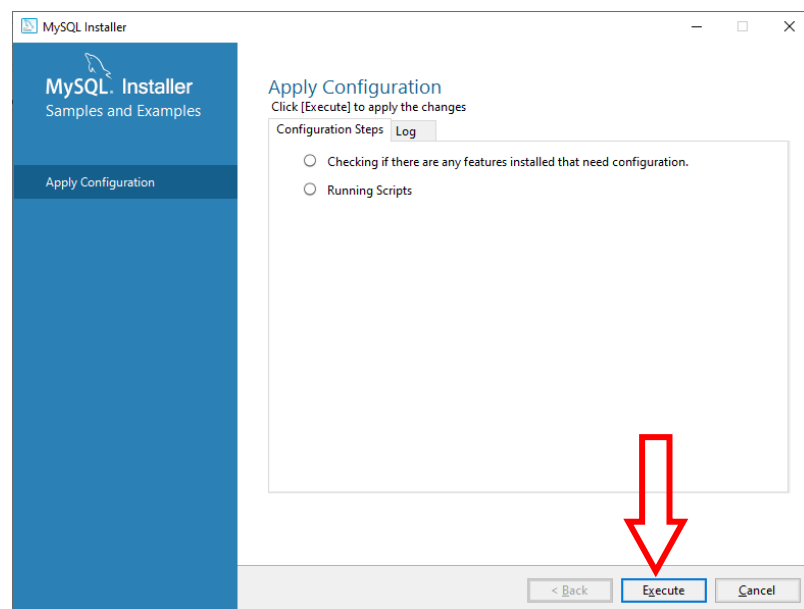 MySQL Installer
MySQL. Installer
Samples and Examples
Apply Configuration
Apply Configuration
Click [Execute] to apply the changes
Configuration Steps Log
Checking if there are any features installed that need configuration.
Running Scripts
< Back Execute Cancel